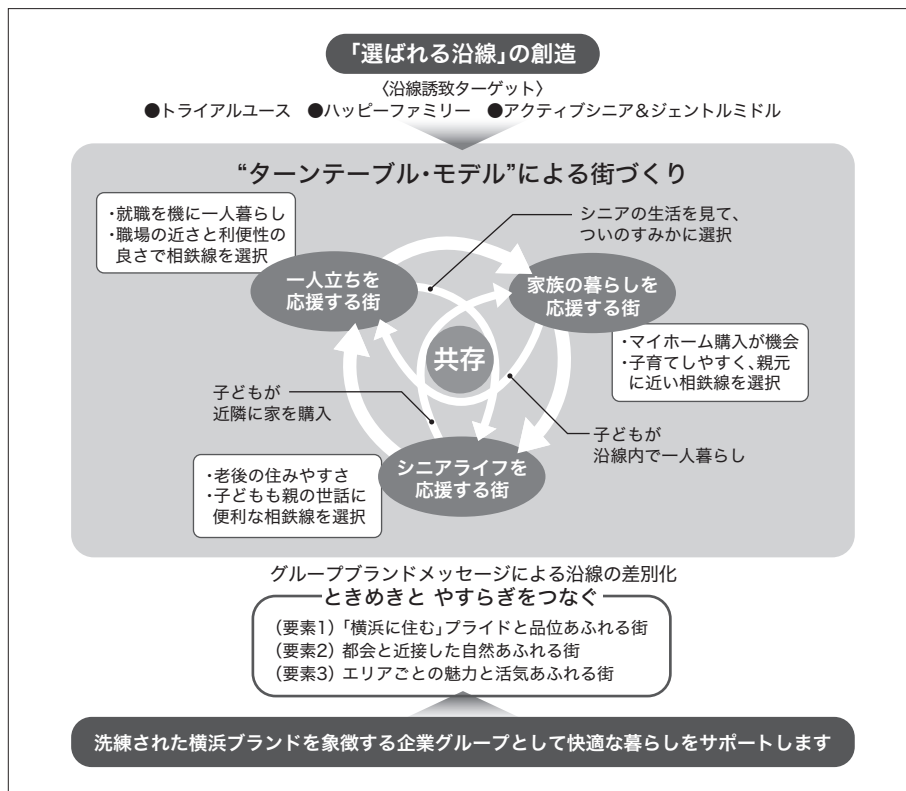 「選ばれる沿線」の創造
〈沿線誘致ターゲット〉
●トライアルユース ●ハッピーファミリー ●アクティブシニア＆ジェントルミドル
“ターンテーブル・モデル”による街づくり
・就職を機に一人暮らし
・職場の近さと利便性の
良さで相鉄線を選択
シニアの生活を見て、
ついのすみかに選択
一人立ちを
応援する街
家族の暮らしを
応援する街
共存
・マイホーム購入が機会
・子育てしやすく、親元
に近い相鉄線を選択
子どもが
近隣に家を購入
子どもが
沿線内で一人暮らし
シニアライフを
応援する街
・老後の住みやすさ
・子どもも親の世話に
便利な相鉄線を選択
グループブランドメッセージによる沿線の差別化
ときめきと やすらぎをつなぐ
（要素1）「横浜に住む」プライドと品位あふれる街
（要素2） 都会と近接した自然あふれる街
（要素3） エリアごとの魅力と活気あふれる街
洗練された横浜ブランドを象徴する企業グループとして快適な暮らしをサポートします